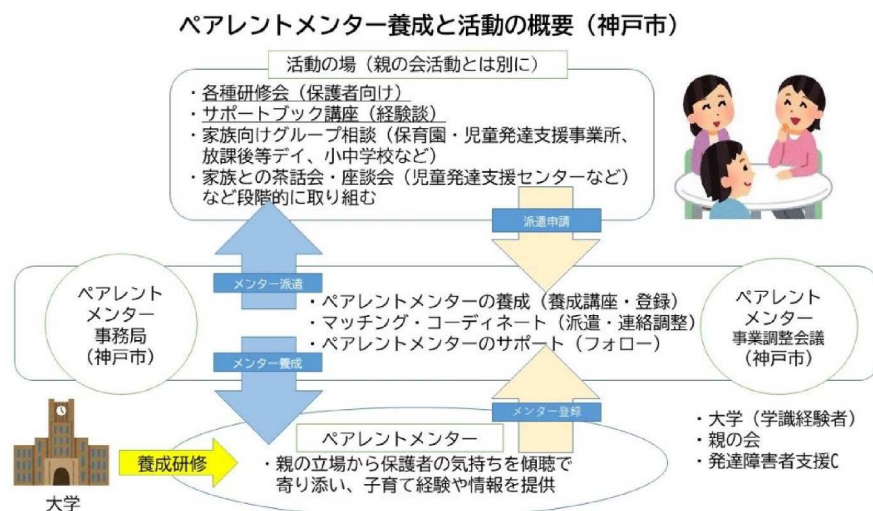 ペアレントメンター養成と活動の概要（神戸市）
活動の場（親の会活動とは別に）
・各種研修会（保護者向け）
・サポートブック講座（経験談）
・家族向けグループ相談（保育園・児童発達支援事業所、
放課後等デイ、小中学校など）
・家族との茶話会・座談会（児童発達支援センターなど）
など段階的に取り組む
メンター派遣
派遣申請
ペアレント
メンター
事務局
（神戸市）
・ペアレントメンターの養成（養成講座・登録）
・マッチング・コーディネート（派遣・連絡調整）
・ペアレントメンターのサポート（フォロー）
ペアレント
メンター
事業調整会議
（神戸市）
メンター養成
メンター登録
・大学（学識経験者）
・親の会
・発達障害者支援C
大学
養成研修
ペアレントメンター
・親の立場から保護者の気持ちを傾聴で
寄り添い、子育て経験や情報を提供